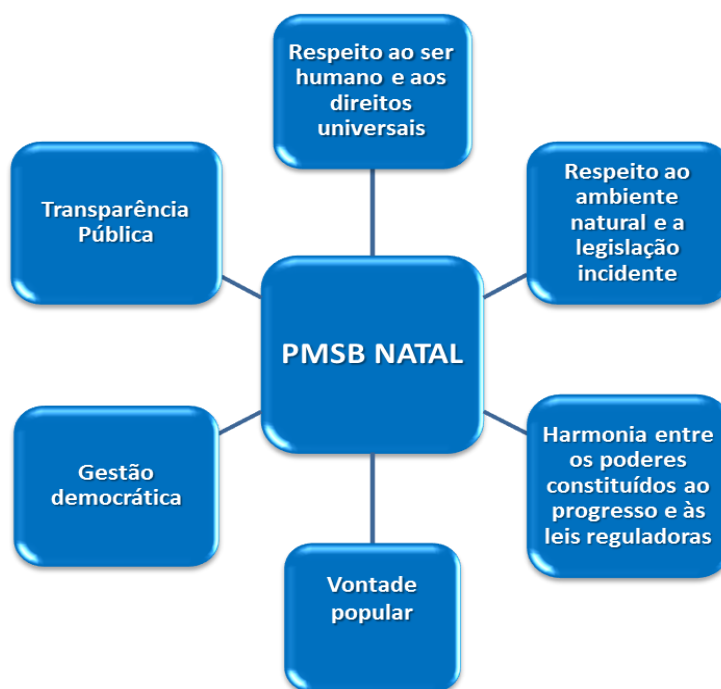 Respeito ao ser
humano e aos
direitos
universais
Transparência
Pública
Respeito ao
ambiente
natural e a
legislação
incidente
PMSB NATAL
Gestão
democrática
Harmonia entre
os poderes
constituídos ao
progresso e às
leis reguladoras
Vontade
popular